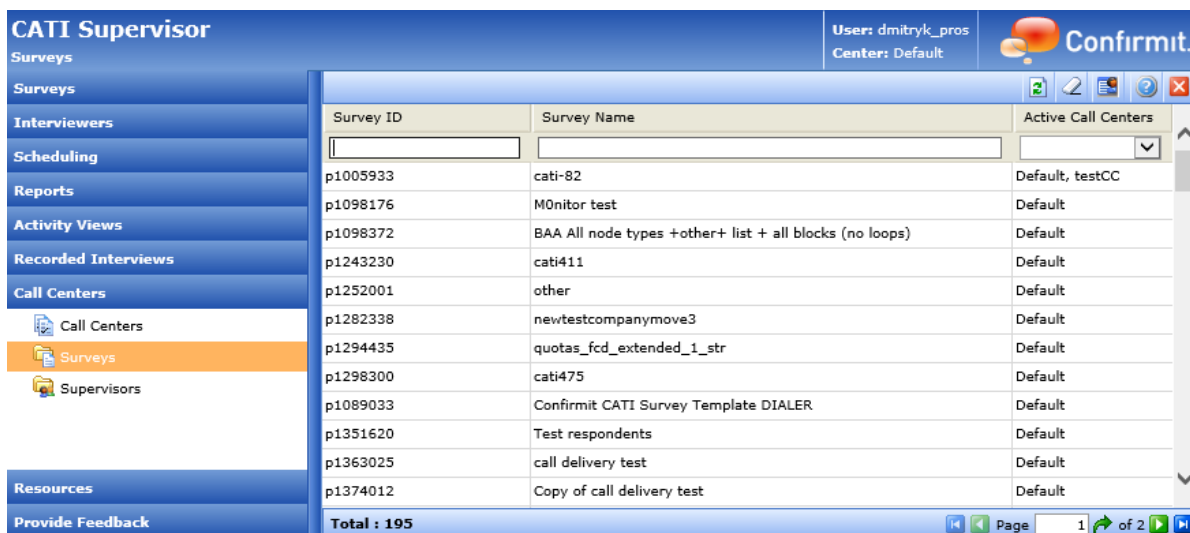 CATI Supervisor
Surveys
User: dmitryk_pros
Center: Default
Confirmit.
Surveys
Interviewers
Scheduling
Reports
Activity Views
Recorded Interviews
Call Centers
Call Centers
Surveys
Supervisors
Resources
Provide Feedback
Survey ID Survey Name Active Call Centers
p1005933 cati-82 Default, testCC
p1098176 M0nitor test Default
p1098372 BAA All node types +other+ list + all blocks (no loops) Default
p1243230 cati411 Default
p1252001 other Default
p1282338 newtestcompanymove3 Default
p1294435 quotas_fcd_extended_1_str Default
p1298300 cati475 Default
p1089033 Confirmit CATI Survey Template DIALER Default
p1351620 Test respondents Default
p1363025 call delivery test Default
p1374012 Copy of call delivery test Default
Total : 195 Page 1 of 2